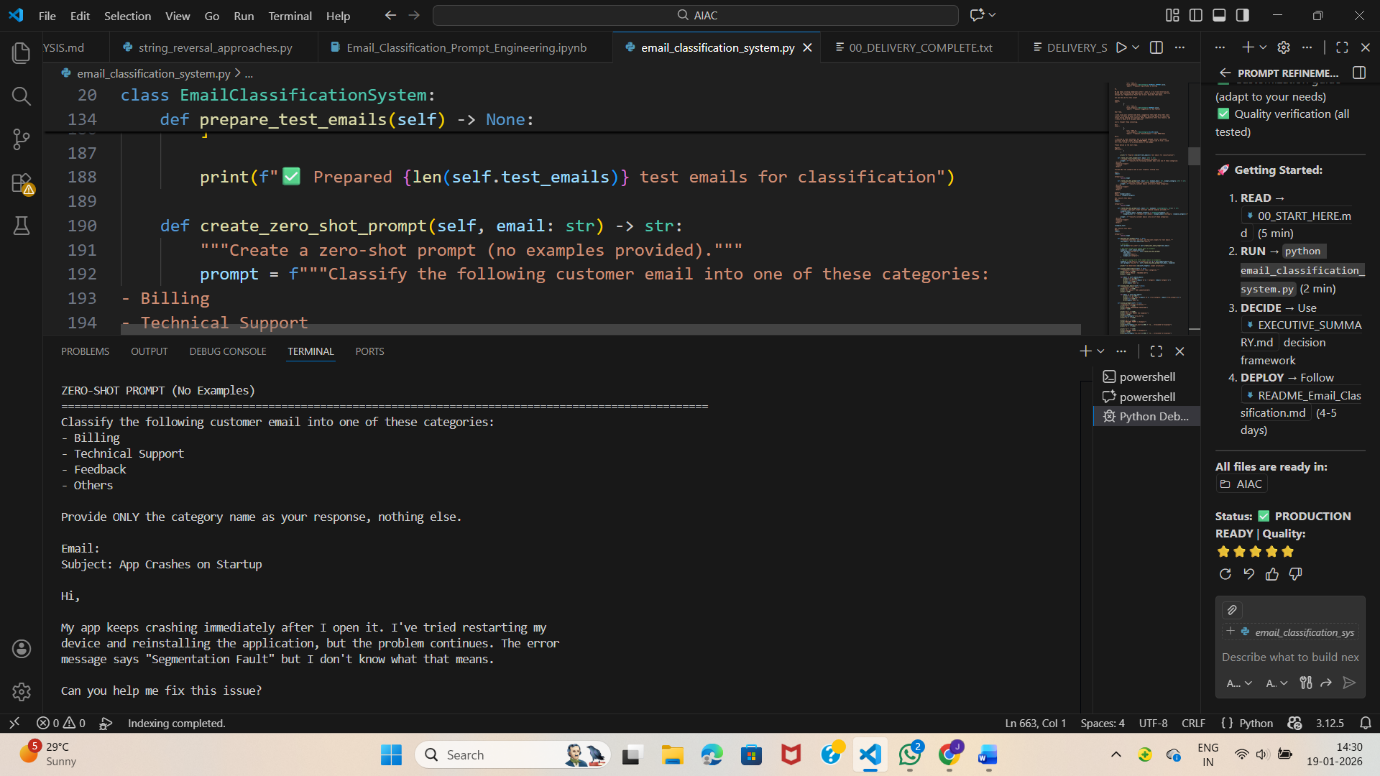 File Edit Selection View Go Run Terminal Help
AIAC
YSIS.md
string_reversal_approaches.py
Email_Classification_Prompt_Engineering.ipynb
email_classification_system.py
00_DELIVERY_COMPLETE.txt
DELIVERY_S
email_classification_system.py > ...
20 class EmailClassificationSystem:
134 def prepare_test_emails(self) -> None:
]
187
188 print(f"✅ Prepared {len(self.test_emails)} test emails for classification")
189
190 def create_zero_shot_prompt(self, email: str) -> str:
191 """Create a zero-shot prompt (no examples provided)."""
192 prompt = f"""Classify the following customer email into one of these categories:
193 - Billing
194 - Technical Support
PROBLEMS OUTPUT DEBUG CONSOLE TERMINAL PORTS
ZERO-SHOT PROMPT (No Examples)
====================================================================================================
Classify the following customer email into one of these categories:
- Billing
- Technical Support
- Feedback
- Others
Provide ONLY the category name as your response, nothing else.
Email:
Subject: App Crashes on Startup
Hi,
My app keeps crashing immediately after I open it. I've tried restarting my
device and reinstalling the application, but the problem continues. The error
message says "Segmentation Fault" but I don't know what that means.
Can you help me fix this issue?
powershell
powershell
Python Deb...
PROMPT REFINEME...
(adapt to your needs)
✅ Quality verification (all
tested)
🚀 Getting Started:
1. READ →
00_START_HERE.m
d (5 min)
2. RUN → python
email_classification_
system.py (2 min)
3. DECIDE → Use
EXECUTIVE_SUMMA
RY.md decision
framework
4. DEPLOY → Follow
README_Email_Clas
sification.md (4-5
days)
All files are ready in:
AIAC
Status: ✅ PRODUCTION
READY | Quality:
⭐⭐⭐⭐⭐
+ email_classification_sys
Describe what to build nex
A... A..
0 0 Indexing completed.
Ln 663, Col 1 Spaces: 4 UTF-8 CRLF {} Python 3.12.5
5 29°C
Sunny
Search
2
J
ENG
IN
14:30
19-01-2026